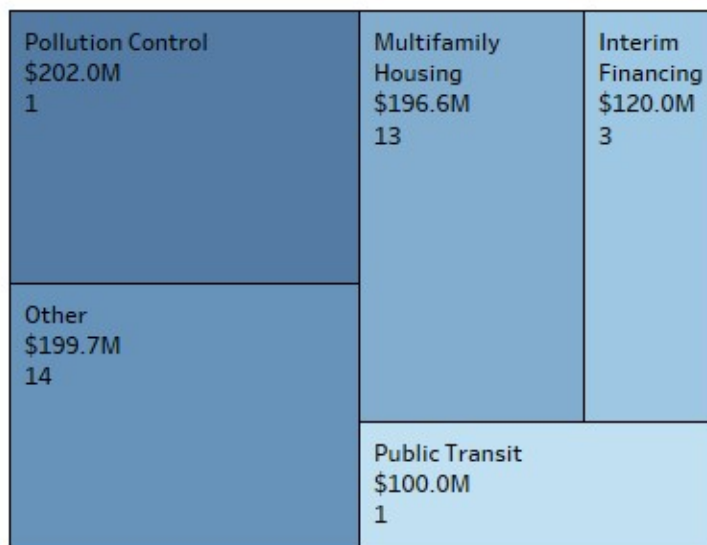 Pollution Control
$202.0M
1
Multifamily
Housing
$196.6M
13
Interim
Financing
$120.0M
3
Other
$199.7M
14
Public Transit
$100.0M
1